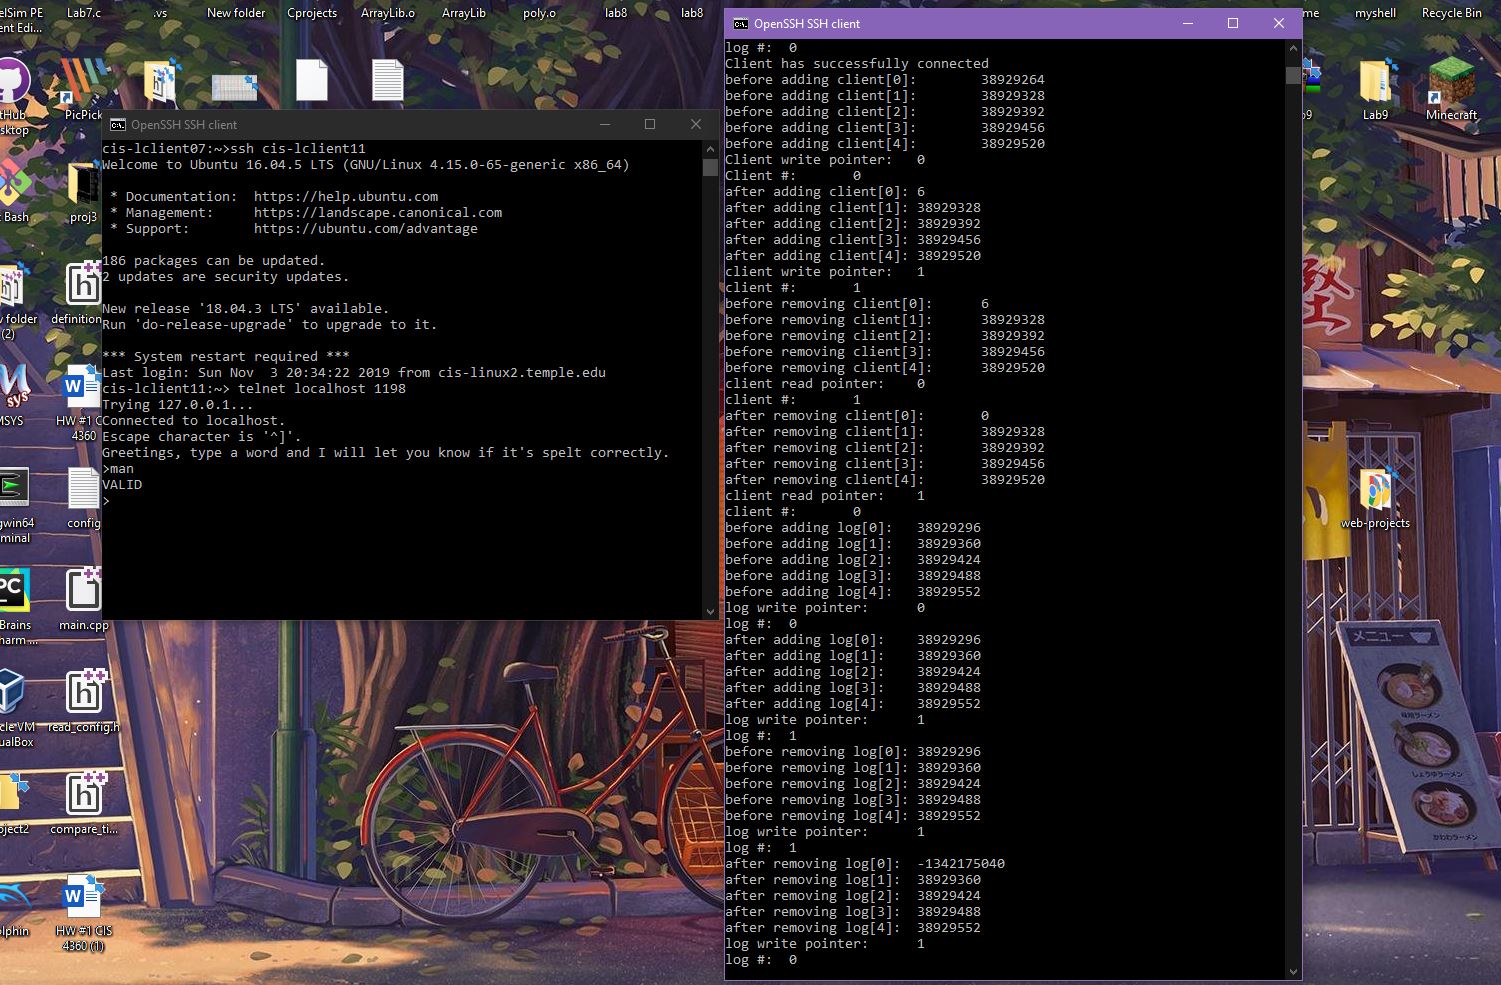 elSim PE
ent Edi...
Lab7.c
.vs
New folder
Cprojects
ArrayLib.o
ArrayLib
poly.o
lab8
lab8
me
myshell
Recycle Bin
tHub
sktop
PicPick
b9
Lab9
Minecraft
OpenSSH SSH client
cis-lclient07:~>ssh cis-lclient11
Welcome to Ubuntu 16.04.5 LTS (GNU/Linux 4.15.0-65-generic x86_64)
* Documentation:  https://help.ubuntu.com
* Management:     https://landscape.canonical.com
* Support:        https://ubuntu.com/advantage
186 packages can be updated.
2 updates are security updates.
New release '18.04.3 LTS' available.
Run 'do-release-upgrade' to upgrade to it.
*** System restart required ***
Last login: Sun Nov  3 20:34:22 2019 from cis-linux2.temple.edu
cis-lclient11:~> telnet localhost 1198
Trying 127.0.0.1...
Connected to localhost.
Escape character is '^]'.
Greetings, type a word and I will let you know if it's spelt correctly.
>man
VALID
>
OpenSSH SSH client
log #:  0
Client has successfully connected
before adding client[0]:        38929264
before adding client[1]:        38929328
before adding client[2]:        38929392
before adding client[3]:        38929456
before adding client[4]:        38929520
Client write pointer:   0
Client #:       0
after adding client[0]: 6
after adding client[1]: 38929328
after adding client[2]: 38929392
after adding client[3]: 38929456
after adding client[4]: 38929520
client write pointer:   1
client #:       1
before removing client[0]:      6
before removing client[1]:      38929328
before removing client[2]:      38929392
before removing client[3]:      38929456
before removing client[4]:      38929520
client read pointer:    0
client #:       1
after removing client[0]:       0
after removing client[1]:       38929328
after removing client[2]:       38929392
after removing client[3]:       38929456
after removing client[4]:       38929520
client read pointer:    1
client #:       0
before adding log[0]:   38929296
before adding log[1]:   38929360
before adding log[2]:   38929424
before adding log[3]:   38929488
before adding log[4]:   38929552
log write pointer:      0
log #:  0
after adding log[0]:    38929296
after adding log[1]:    38929360
after adding log[2]:    38929424
after adding log[3]:    38929488
after adding log[4]:    38929552
log write pointer:      1
log #:  1
before removing log[0]: 38929296
before removing log[1]: 38929360
before removing log[2]: 38929424
before removing log[3]: 38929488
before removing log[4]: 38929552
log write pointer:      1
log #:  1
after removing log[0]:  -1342175040
after removing log[1]:  38929360
after removing log[2]:  38929424
after removing log[3]:  38929488
after removing log[4]:  38929552
log write pointer:      1
log #:  0
t Bash
proj3
w folder
(2)
definition
MSYS
HW #1 C
4360
gwin64
minal
config
Brains
harm ...
main.cpp
cle VM
ualBox
read_config.h
oject2
compare_ti...
olphin
HW #1 CIS
4360 (1)
web-projects
メニュー
しょうゆラーメン